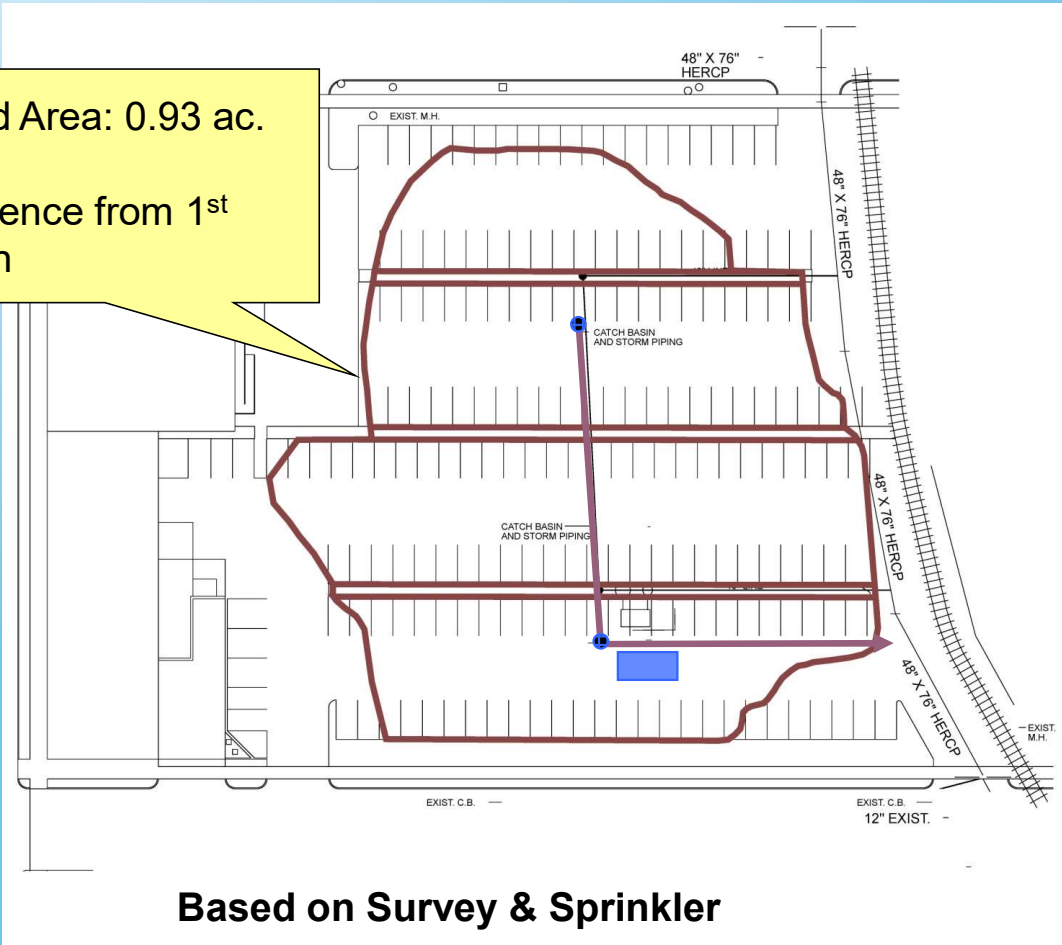 48" X 76"
HERCP
d Area: 0.93 ac.
EXIST. M.H.
ence from 1st
n
48" X 76" HERCP
CATCH BASIN
AND STORM PIPING
48" X 76" HERCP
CATCH BASIN
AND STORM PIPING
48" X 76" HERCP
EXIST.
M.H.
EXIST. C.B.
EXIST. C.B.
12" EXIST.
Based on Survey & Sprinkler